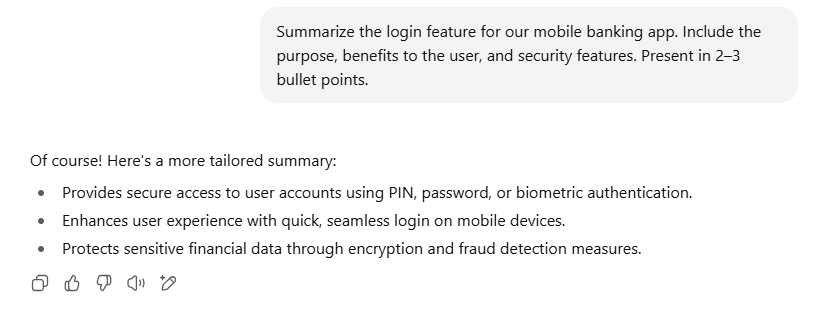 Summarize the login feature for our mobile banking app. Include the
purpose, benefits to the user, and security features. Present in 2–3
bullet points.
Of course! Here's a more tailored summary:
• Provides secure access to user accounts using PIN, password, or biometric authentication.
• Enhances user experience with quick, seamless login on mobile devices.
• Protects sensitive financial data through encryption and fraud detection measures.